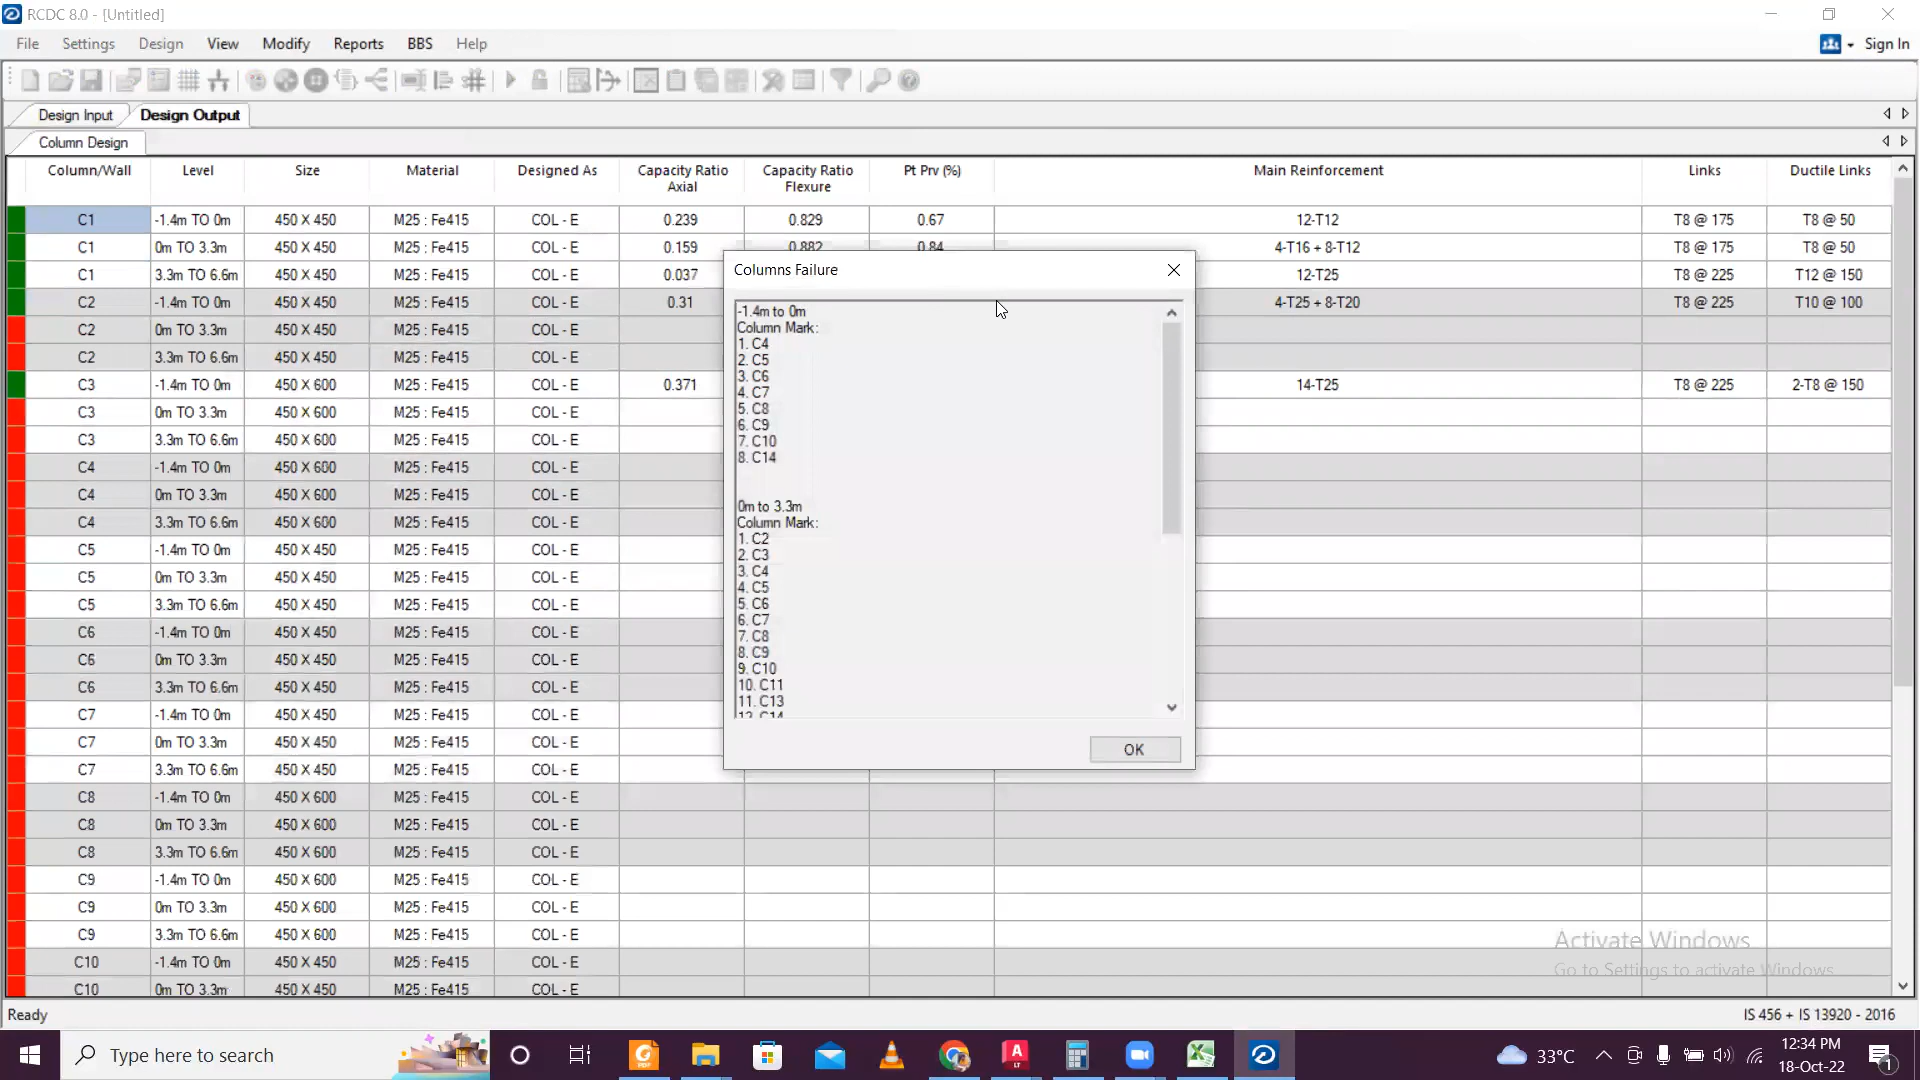 RCDC 8.0 - [Untitled]
File Settings Design View Modify Reports BBS Help Sign In
Design Input Design Output
Column Design
Column/Wall Level Size Material Designed As Capacity Ratio Axial Capacity Ratio Flexure Pt Prv (%) Main Reinforcement Links Ductile Links
C1 -1.4m TO 0m 450 X 450 M25 : Fe415 COL - E 0.239 0.829 0.67 12-T12 T8 @ 175 T8 @ 50
C1 0m TO 3.3m 450 X 450 M25 : Fe415 COL - E 0.159 0.882 0.84 4-T16 + 8-T12 T8 @ 175 T8 @ 50
C1 3.3m TO 6.6m 450 X 450 M25 : Fe415 COL - E 0.037 12-T25 T8 @ 225 T12 @ 150
C2 -1.4m TO 0m 450 X 450 M25 : Fe415 COL - E 0.31 4-T25 + 8-T20 T8 @ 225 T10 @ 100
C2 0m TO 3.3m 450 X 450 M25 : Fe415 COL - E
C2 3.3m TO 6.6m 450 X 450 M25 : Fe415 COL - E
C3 -1.4m TO 0m 450 X 600 M25 : Fe415 COL - E 0.371 14-T25 T8 @ 225 2-T8 @ 150
C3 0m TO 3.3m 450 X 600 M25 : Fe415 COL - E
C3 3.3m TO 6.6m 450 X 600 M25 : Fe415 COL - E
C4 -1.4m TO 0m 450 X 600 M25 : Fe415 COL - E
C4 0m TO 3.3m 450 X 600 M25 : Fe415 COL - E
C4 3.3m TO 6.6m 450 X 600 M25 : Fe415 COL - E
C5 -1.4m TO 0m 450 X 450 M25 : Fe415 COL - E
C5 0m TO 3.3m 450 X 450 M25 : Fe415 COL - E
C5 3.3m TO 6.6m 450 X 450 M25 : Fe415 COL - E
C6 -1.4m TO 0m 450 X 450 M25 : Fe415 COL - E
C6 0m TO 3.3m 450 X 450 M25 : Fe415 COL - E
C6 3.3m TO 6.6m 450 X 450 M25 : Fe415 COL - E
C7 -1.4m TO 0m 450 X 450 M25 : Fe415 COL - E
C7 0m TO 3.3m 450 X 450 M25 : Fe415 COL - E
C7 3.3m TO 6.6m 450 X 450 M25 : Fe415 COL - E
C8 -1.4m TO 0m 450 X 600 M25 : Fe415 COL - E
C8 0m TO 3.3m 450 X 600 M25 : Fe415 COL - E
C8 3.3m TO 6.6m 450 X 600 M25 : Fe415 COL - E
C9 -1.4m TO 0m 450 X 600 M25 : Fe415 COL - E
C9 0m TO 3.3m 450 X 600 M25 : Fe415 COL - E
C9 3.3m TO 6.6m 450 X 600 M25 : Fe415 COL - E
C10 -1.4m TO 0m 450 X 450 M25 : Fe415 COL - E
C10 0m TO 3.3m 450 X 450 M25 : Fe415 COL - E
Columns Failure
-1.4m to 0m
Column Mark:
1. C4
2. C5
3. C6
4. C7
5. C8
6. C9
7. C10
8. C14
0m to 3.3m
Column Mark:
1. C2
2. C3
3. C4
4. C5
5. C6
6. C7
7. C8
8. C9
9. C10
10. C11
11. C13
12. C14
OK
Activate Windows
Go to Settings to activate Windows.
Ready IS 456 + IS 13920 - 2016
Type here to search 33°C 12:34 PM
18-Oct-22
1